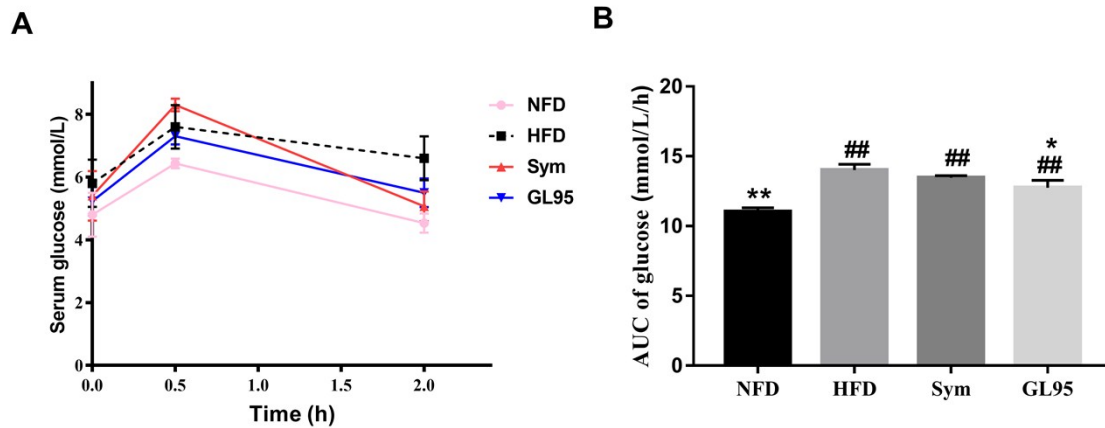 A
Serum glucose (mmol/L)
8
6
4
2
0
0.0 0.5 1.0 1.5 2.0
Time (h)
NFD
HFD
Sym
GL95
B
AUC of glucose (mmol/L/h)
20
15
10
5
0
**
##
##
*
##
NFD HFD Sym GL95